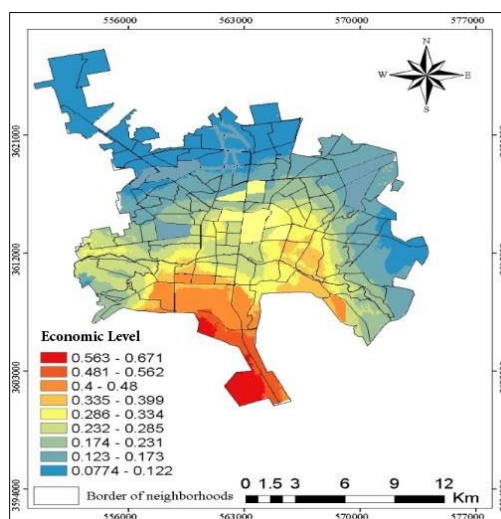 556000 563000 570000 577000
N
W E
S
3621000
3612000
3603000
3594000
Economic Level
0.563 - 0.671
0.481 - 0.562
0.4 - 0.48
0.335 - 0.399
0.286 - 0.334
0.232 - 0.285
0.174 - 0.231
0.123 - 0.173
0.0774 - 0.122
Border of neighborhoods
0 1.5 3 6 9 12
Km
556000 563000 570000 577000